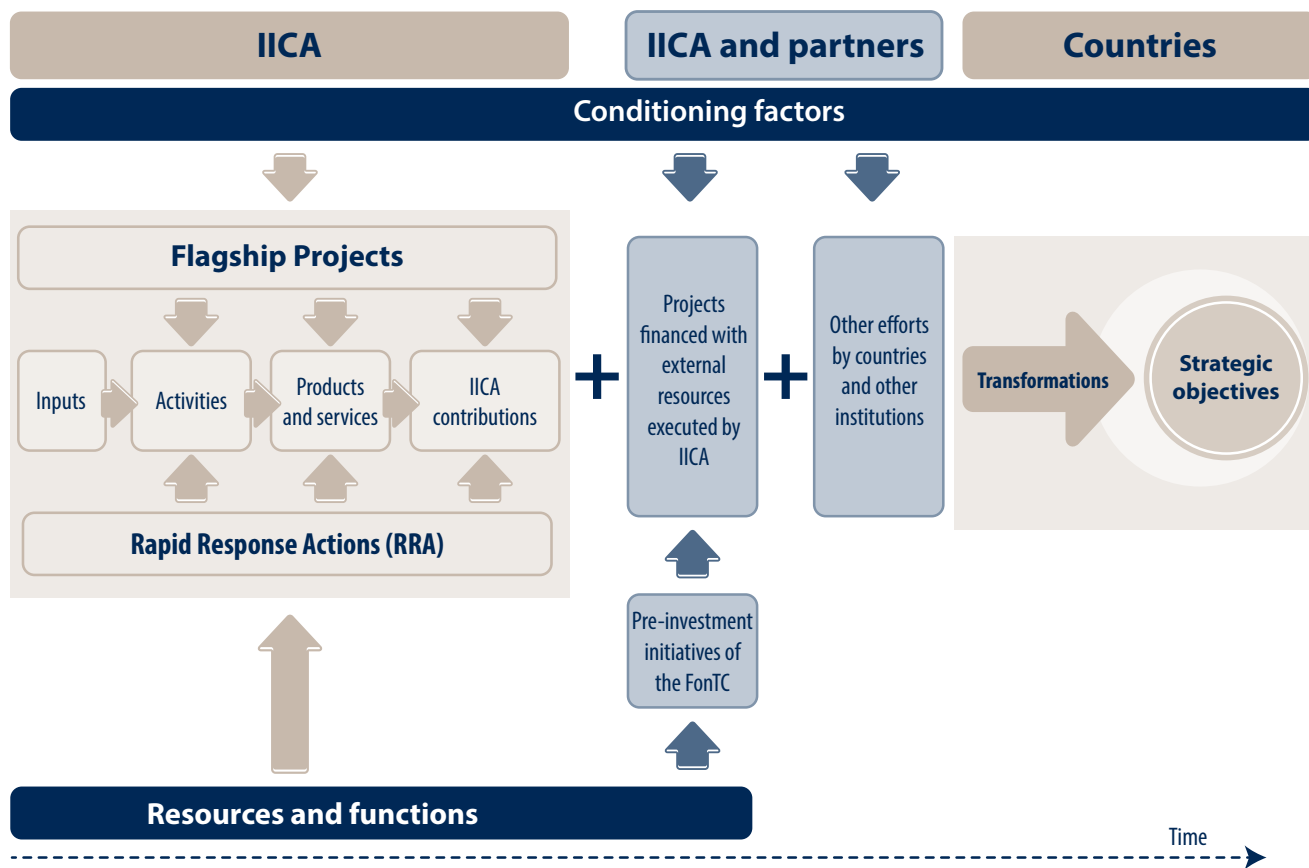 IICA
IICA and partners
Countries
Conditioning factors
Flagship Projects
Inputs
Activities
Products
and services
IICA
contributions
Rapid Response Actions (RRA)
Projects
financed with
external
resources
executed by
IICA
Other efforts
by countries
and other
institutions
Transformations
Strategic
objectives
Pre-investment
initiatives of
the FonTC
Resources and functions
Time